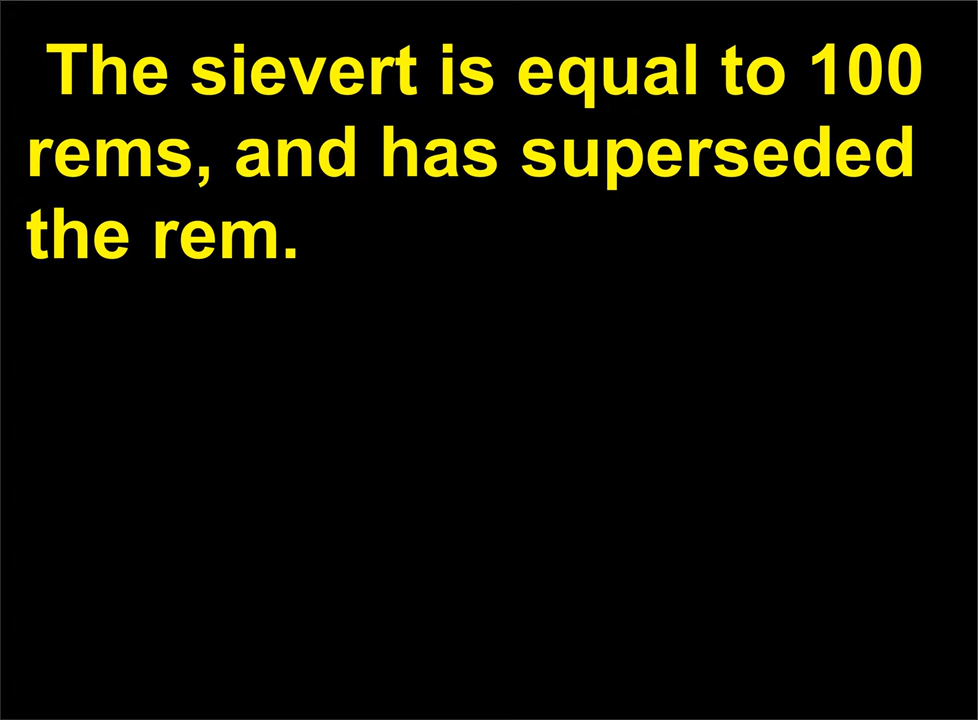 The sievert is equal to 100
rems, and has superseded
the rem.